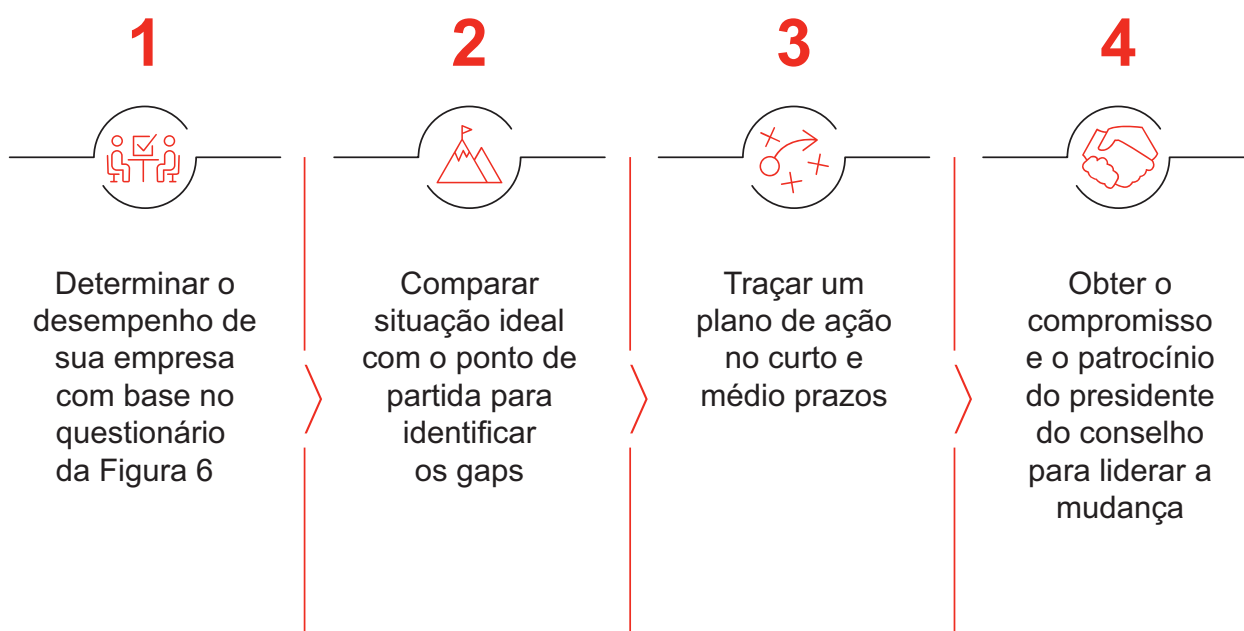 1
Determinar o
desempenho de
sua empresa
com base no
questionário
da Figura 6
2
Comparar
situação ideal
com o ponto de
partida para
identificar
os gaps
3
Traçar um
plano de ação
no curto e
médio prazos
4
Obter o
compromisso
e o patrocínio
do presidente
do conselho
para liderar a
mudança